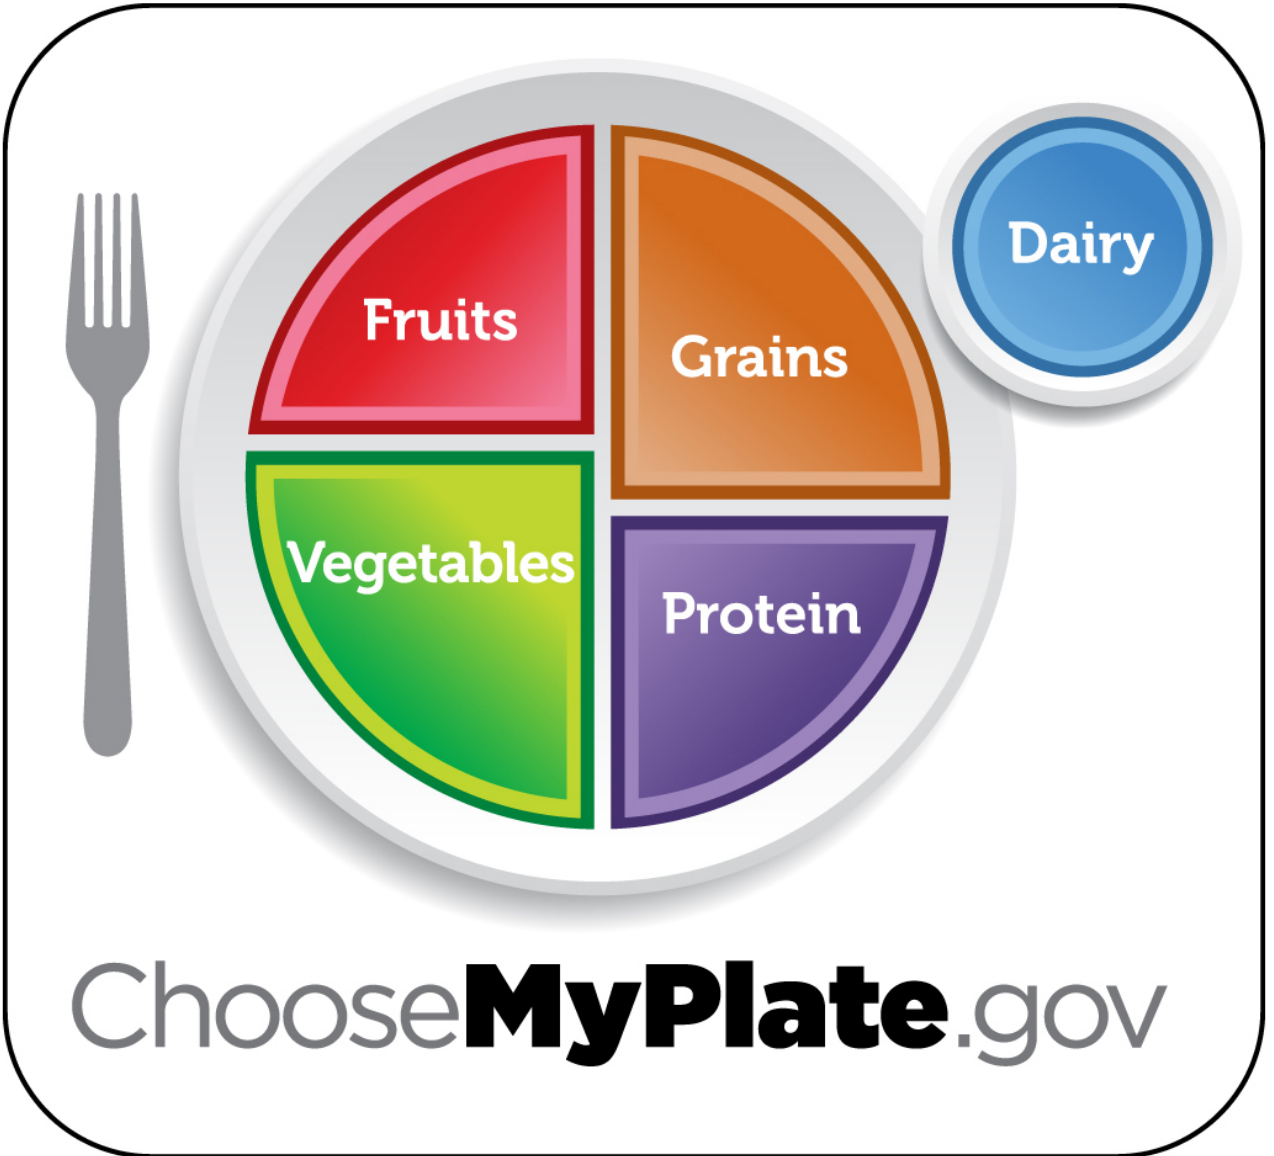 Fruits
Grains
Dairy
Vegetables
Protein
ChooseMyPlate.gov